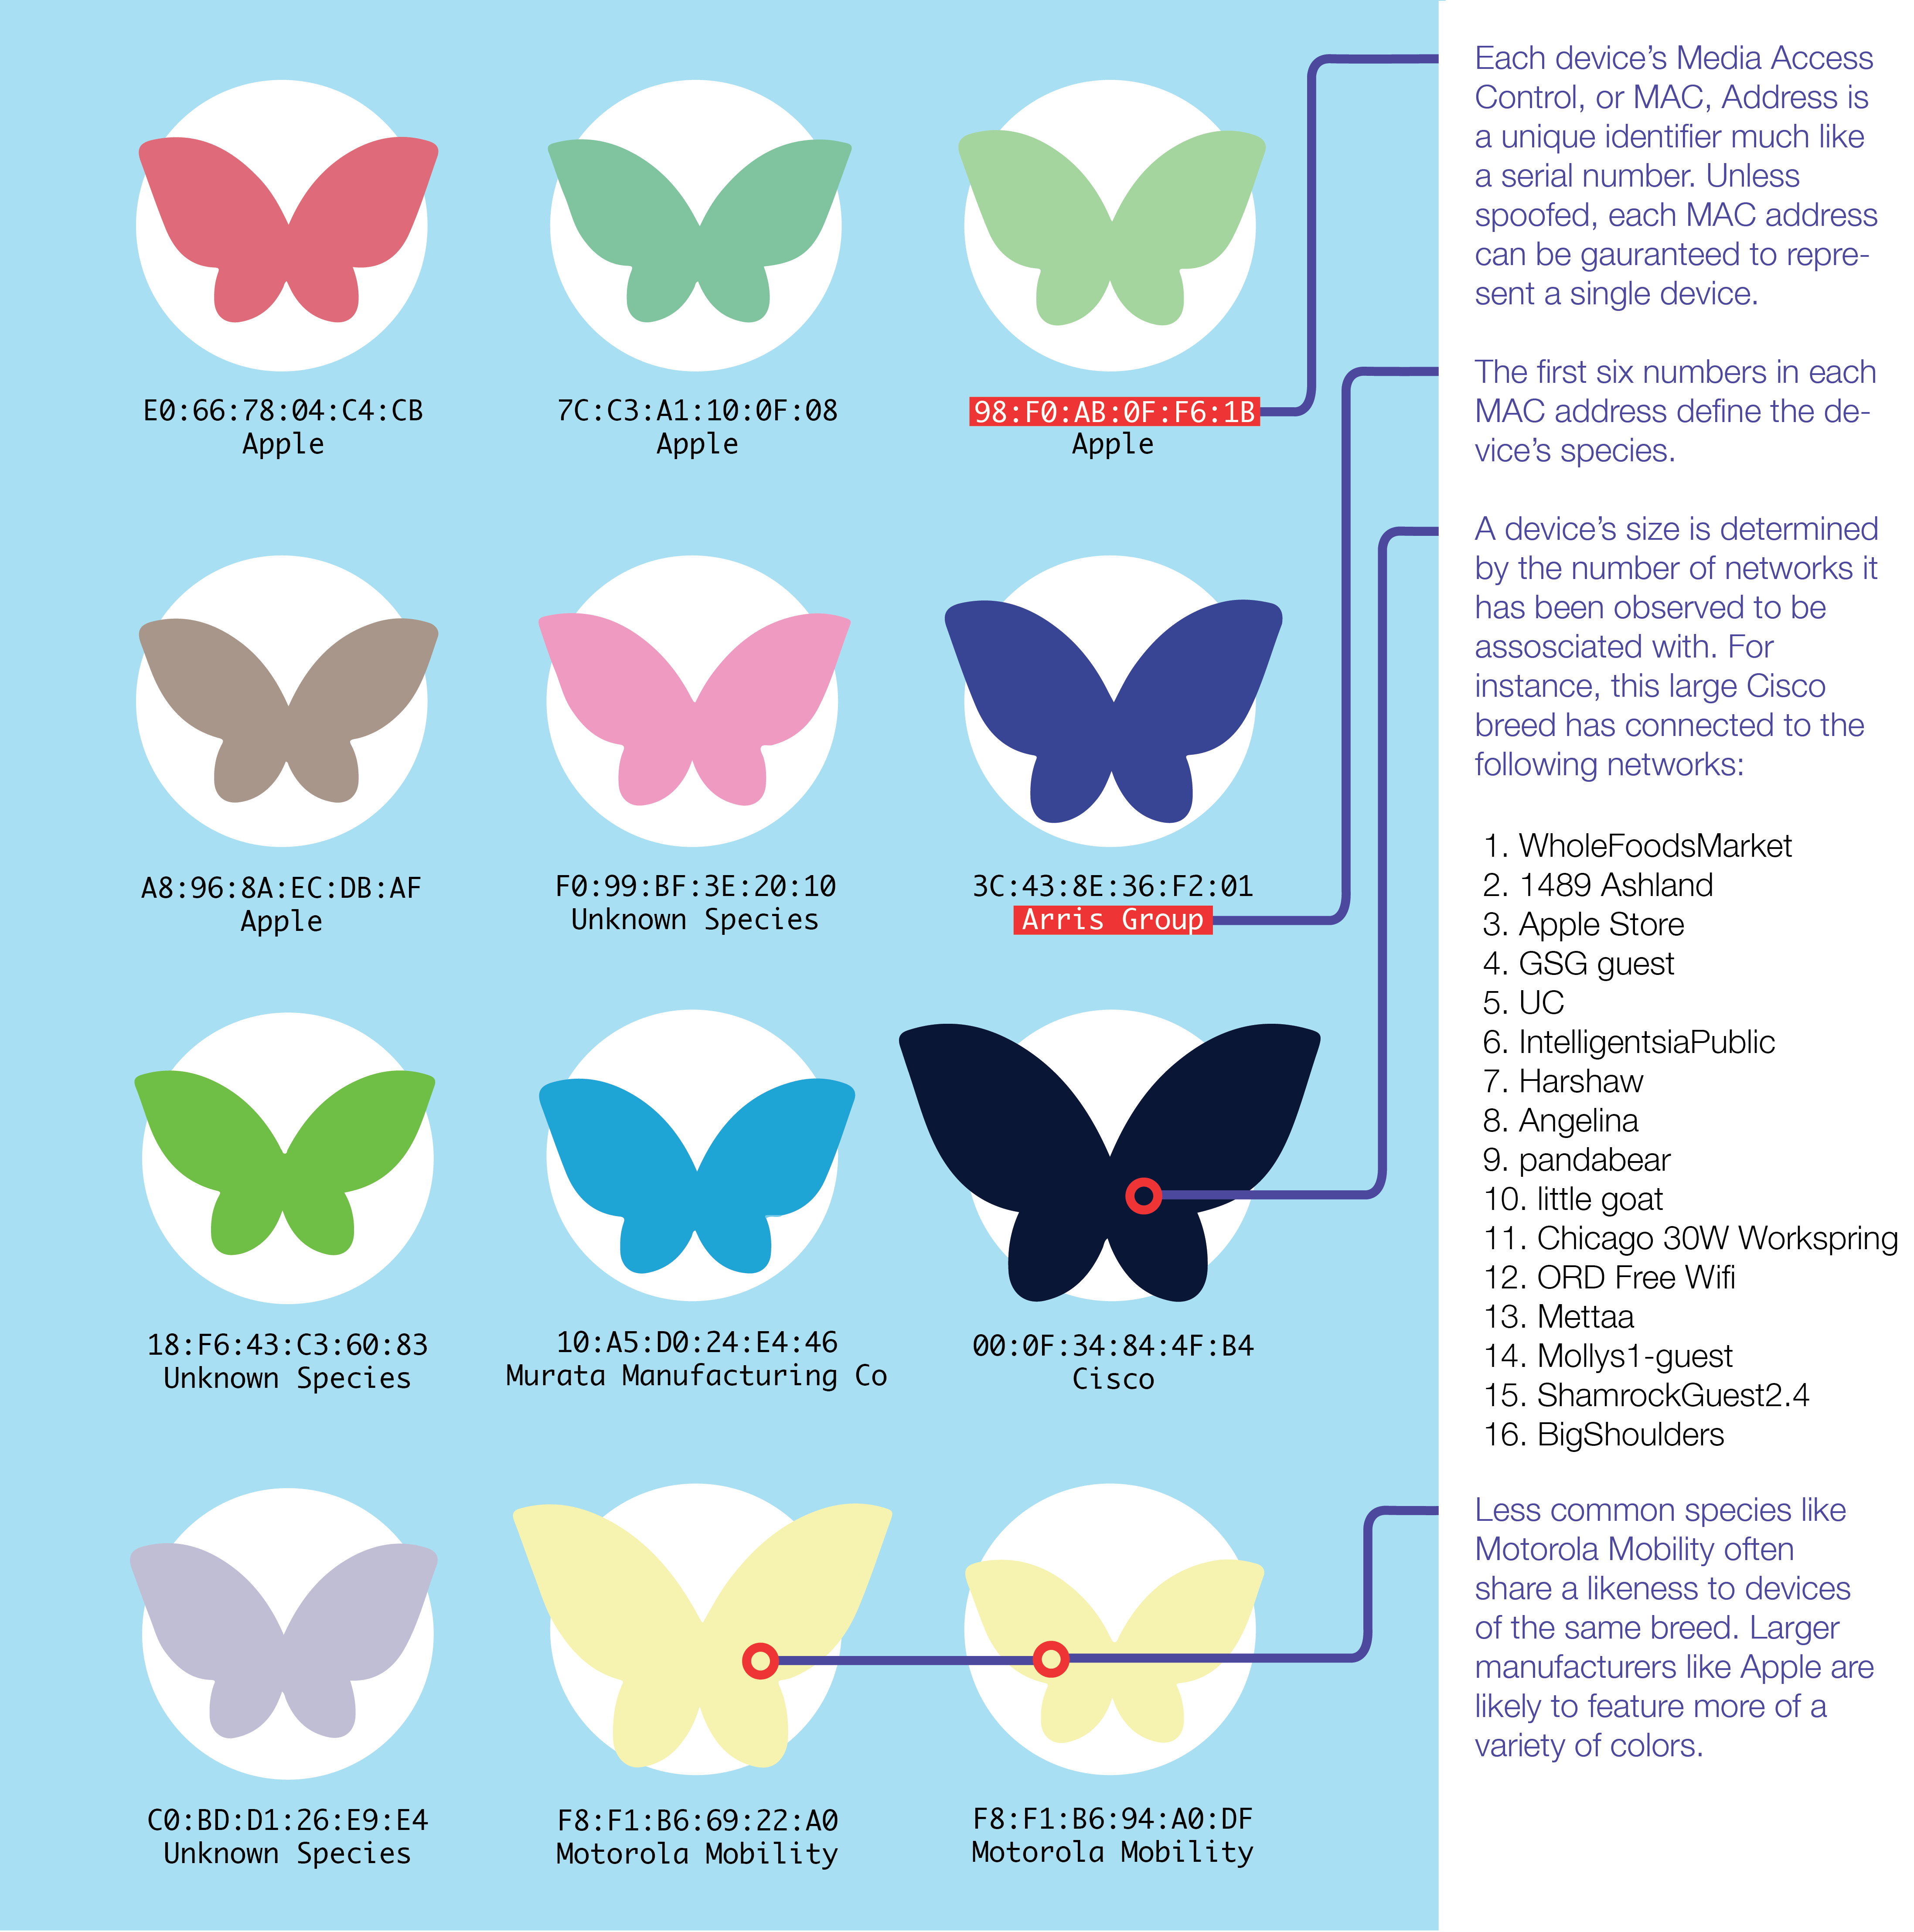 E0:66:78:04:C4:CB
Apple
7C:C3:A1:10:0F:08
Apple
98:F0:AB:0F:F6:1B
Apple
A8:96:8A:EC:DB:AF
Apple
F0:99:BF:3E:20:10
Unknown Species
3C:43:8E:36:F2:01
Arris Group
18:F6:43:C3:60:83
Unknown Species
10:A5:D0:24:E4:46
Murata Manufacturing Co
00:0F:34:84:4F:B4
Cisco
C0:BD:D1:26:E9:E4
Unknown Species
F8:F1:B6:69:22:A0
Motorola Mobility
F8:F1:B6:94:A0:DF
Motorola Mobility
Each device’s Media Access
Control, or MAC, Address is
a unique identifier much like
a serial number. Unless
spoofed, each MAC address
can be gauranteed to repre-
sent a single device.
The first six numbers in each
MAC address define the de-
vice’s species.
A device’s size is determined
by the number of networks it
has been observed to be
assosciated with. For
instance, this large Cisco
breed has connected to the
following networks:
1. WholeFoodsMarket
2. 1489 Ashland
3. Apple Store
4. GSG guest
5. UC
6. IntelligentsiaPublic
7. Harshaw
8. Angelina
9. pandabear
10. little goat
11. Chicago 30W Workspring
12. ORD Free Wifi
13. Mettaa
14. Mollys1-guest
15. ShamrockGuest2.4
16. BigShoulders
Less common species like
Motorola Mobility often
share a likeness to devices
of the same breed. Larger
manufacturers like Apple are
likely to feature more of a
variety of colors.